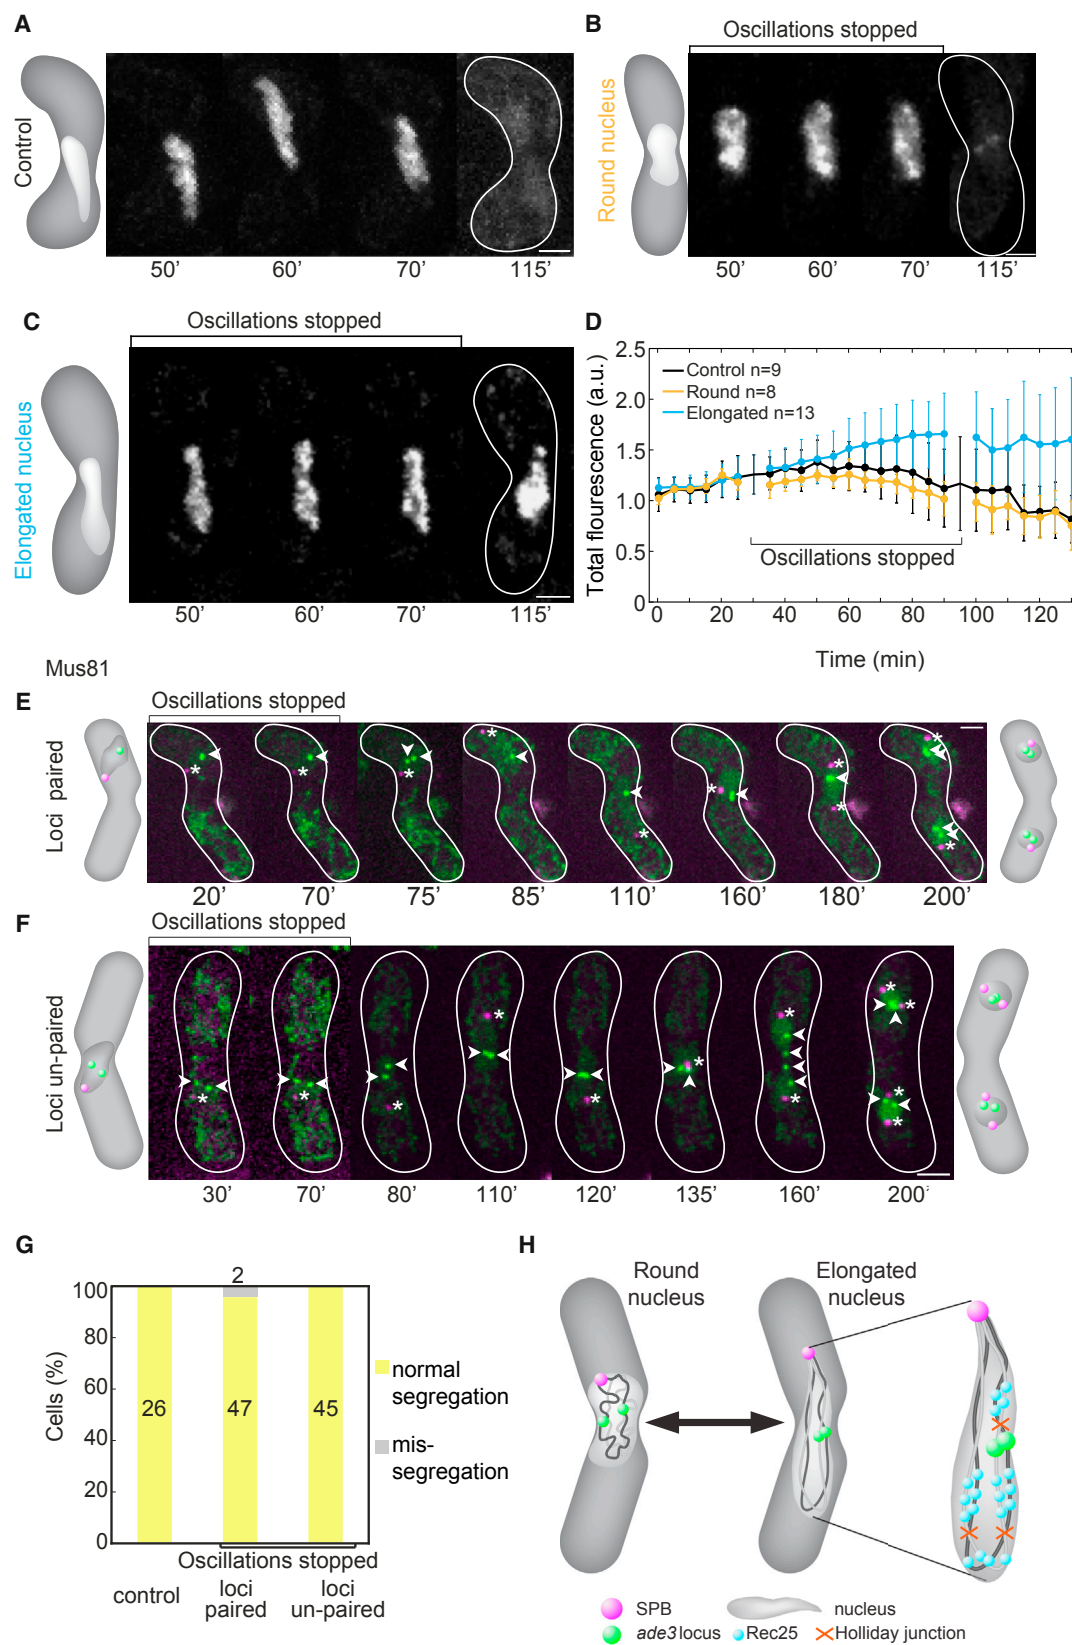 A
Control
50’
60’
70’
115’
B
Oscillations stopped
Round nucleus
50’
60’
70’
115’
C
Oscillations stopped
Elongated nucleus
50’
60’
70’
115’
D
Total flourescence (a.u.)
2.5
2.0
1.5
1.0
0.5
0
Control n=9
Round n=8
Elongated n=13
Oscillations stopped
0 20 40 60 80 100 120
Time (min)
Mus81
E
Oscillations stopped
Loci paired
20’ 70’ 75’ 85’ 110’ 160’ 180’ 200’
F
Oscillations stopped
Loci un-paired
30’ 70’ 80’ 110’ 120’ 135’ 160’ 200’
G
2
Cells (%)
100
80
60
40
20
0
26 47 45
normal
segregation
mis-
segregation
Oscillations stopped
control
loci
paired
loci
un-paired
H
Round
nucleus
Elongated
nucleus
SPB
nucleus
ade3 locus
Rec25
Holliday junction